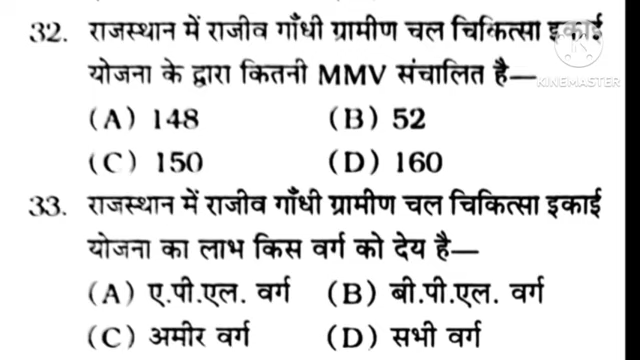 32. राजस्थान में राजीव गाँधी ग्रामीण चल चिकित्सा इकाई
योजना के द्वारा कितनी MMV संचालित है—
KINEMASTER
(A) 148 (B) 52
(C) 150 (D) 160
33. राजस्थान में राजीव गाँधी ग्रामीण चल चिकित्सा इकाई
योजना का लाभ किस वर्ग को देय है—
(A) ए.पी.एल. वर्ग (B) बी.पी.एल. वर्ग
(C) अमीर वर्ग (D) सभी वर्ग